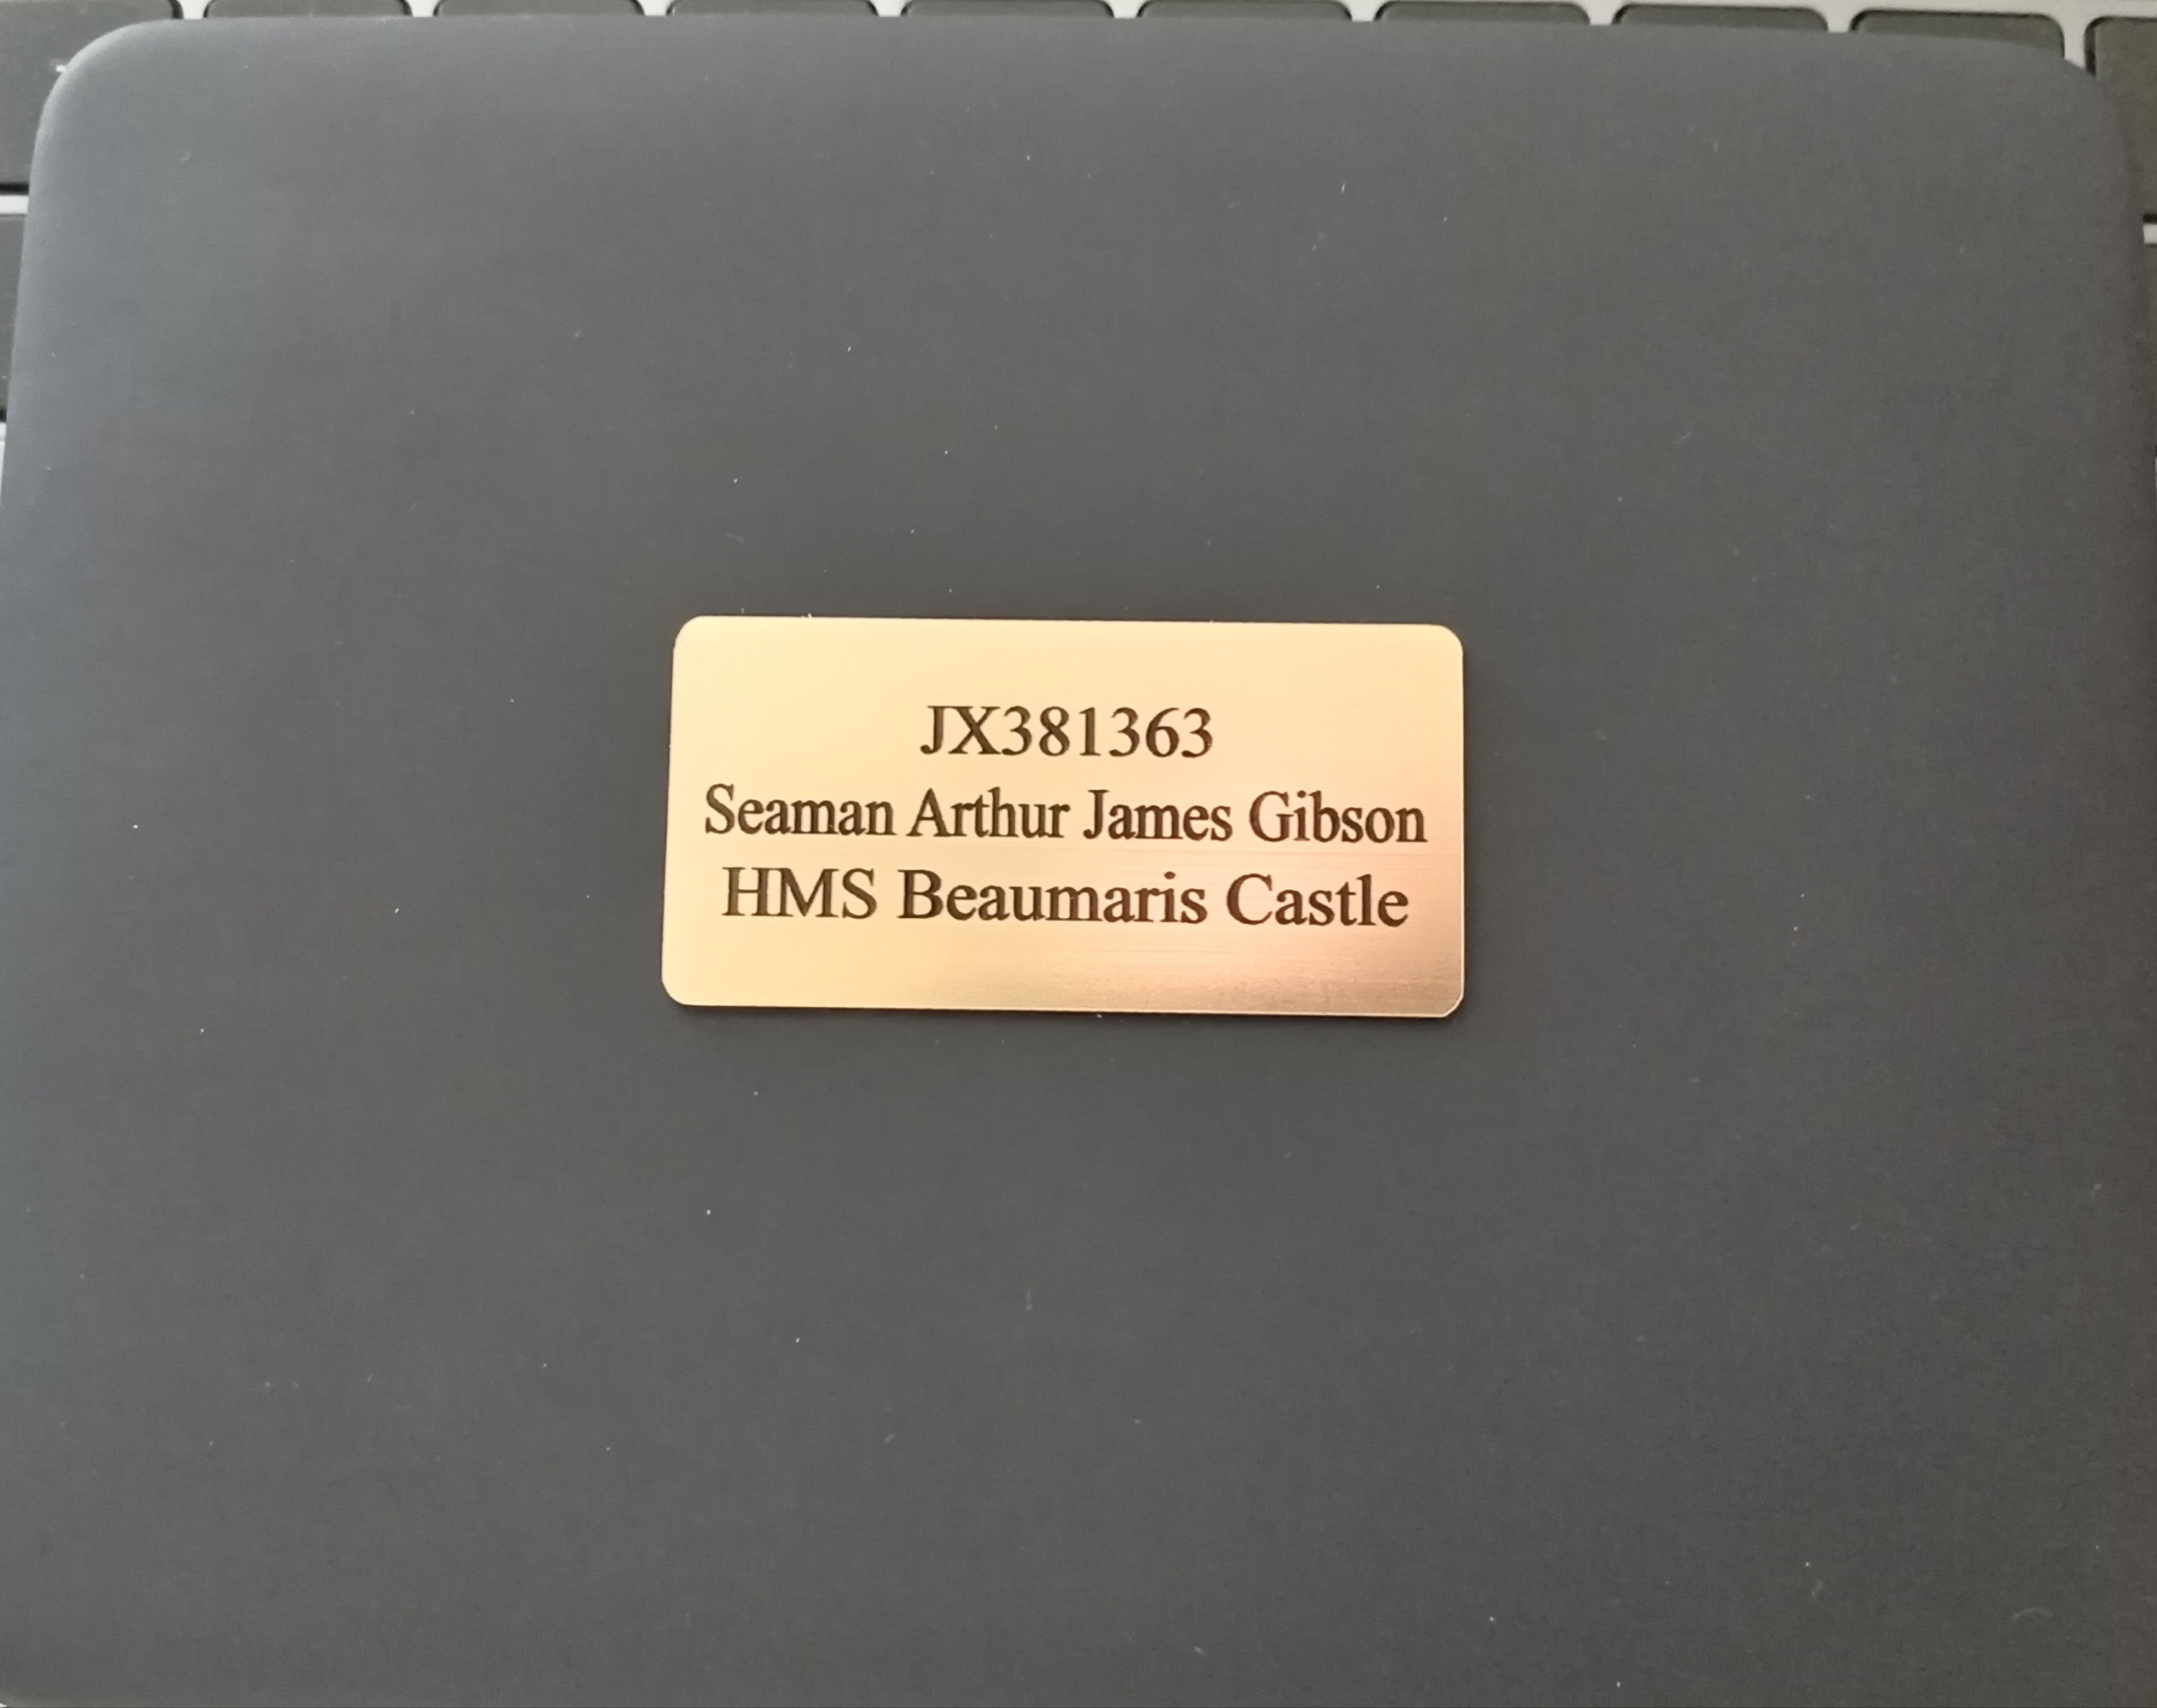 JX381363
Seaman Arthur James Gibson
HMS Beaumaris Castle